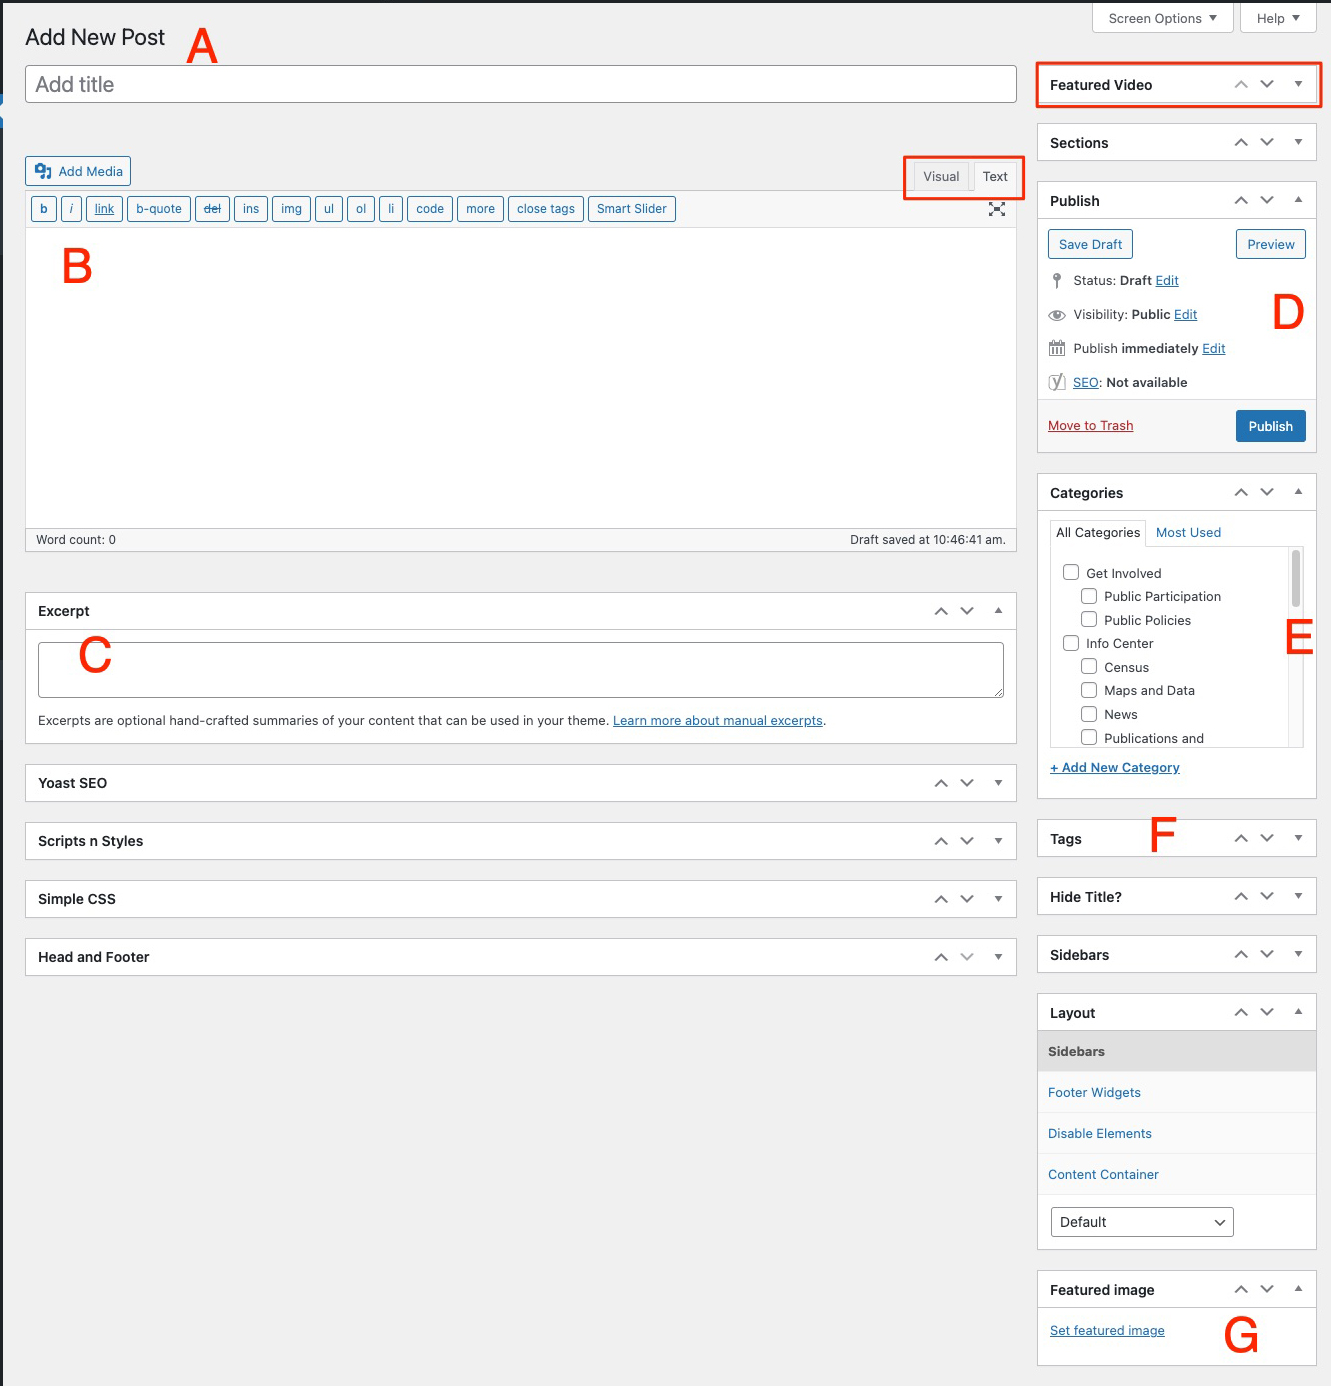 Screen Options
Help
Add New Post
A
Add title
Add Media
Visual
Text
b
i
link
b-quote
del
ins
img
ul
ol
li
code
more
close tags
Smart Slider
B
Word count: 0
Draft saved at 10:46:41 am.
Excerpt
C
Excerpts are optional hand-crafted summaries of your content that can be used in your theme. Learn more about manual excerpts.
Yoast SEO
Scripts n Styles
Simple CSS
Head and Footer
Featured Video
Sections
Publish
Save Draft
Preview
Status: Draft Edit
D
Visibility: Public Edit
Publish immediately Edit
SEO: Not available
Move to Trash
Publish
Categories
All Categories
Most Used
Get Involved
Public Participation
Public Policies
E
Info Center
Census
Maps and Data
News
Publications and
+ Add New Category
Tags
F
Hide Title?
Sidebars
Layout
Sidebars
Footer Widgets
Disable Elements
Content Container
Default
Featured image
Set featured image
G